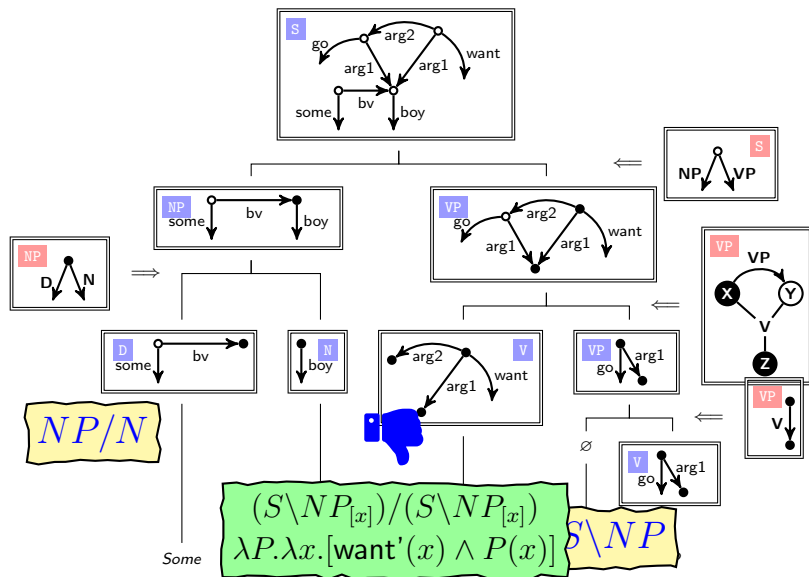 S
go
arg2
want
arg1
arg1
some
bv
boy
⇐
S
NP
VP
NP
some
bv
boy
VP
go
arg2
arg1
arg1
want
NP
D
N
⇒
⇐
VP
VP
X
Y
V
Z
D
some
bv
N
boy
V
arg2
arg1
want
VP
go
arg1
⇐
VP
V
NP/N
∅
V
go
arg1
(S\NP[x])/(S\NP[x])
λP.λx.[want'(x) ∧ P(x)]
S\NP
Some